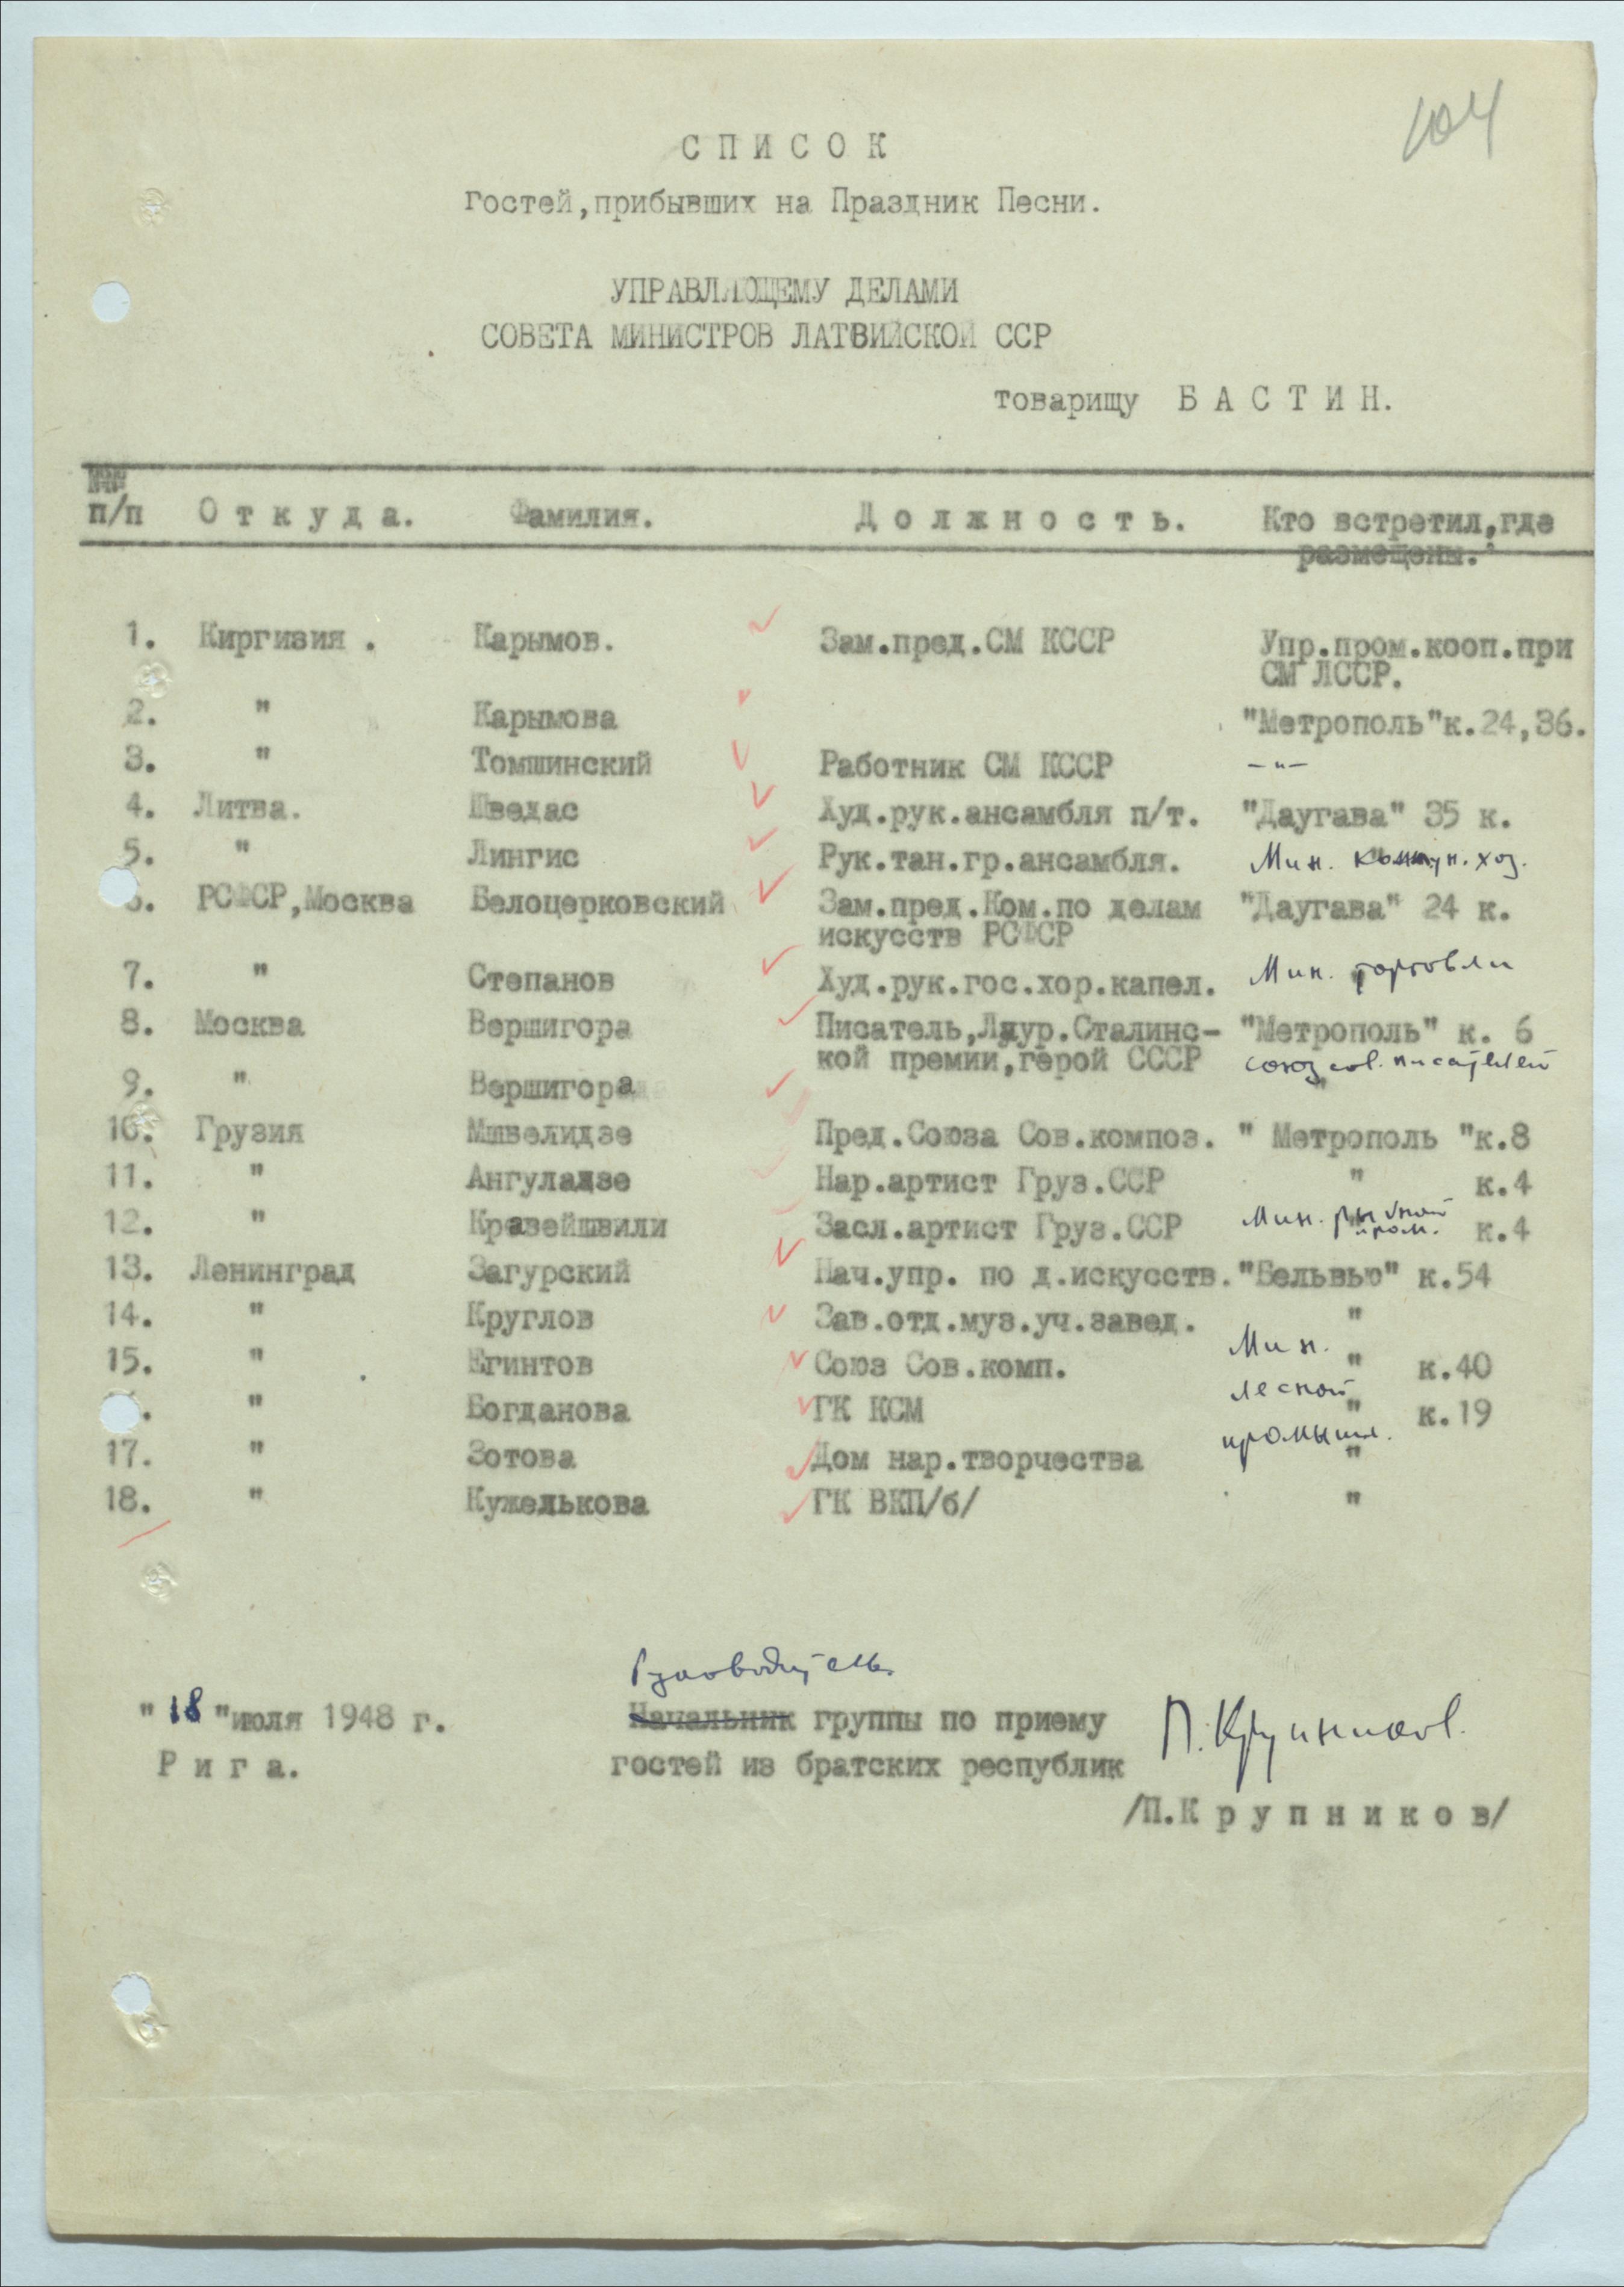 104
С П И С О К
гостей,прибывших на Праздник Песни.
УПРАВЛЯЮЩЕМУ ДЕЛАМИ
СОВЕТА МИНИСТРОВ ЛАТВИЙСКОЙ ССР
товарищу Б А С Т И Н.
№№
п/п О т к у д а. Фамилия. Д о л ж н о с т ь. Кто встретил,где
размещены.
1. Киргизия . Карымов. Зам.пред.СМ КССР Упр.пром.кооп.при
СМ ЛССР.
2. " Карымова "Метрополь"к.24,36.
3. " Томшинский Работник СМ КССР -"-
4. Литва. Шведас Худ.рук.ансамбля п/т. "Даугава" 35 к.
5. " Лингис Рук.тан.гр.ансамбля. Мин. коммун. хоз.
6. РСФСР,Москва Белоцерковский Зам.пред.Ком.по делам "Даугава" 24 к.
искусств РСФСР
7. " Степанов Худ.рук.гос.хор.капел. Мин. торговли
8. Москва Вершигора Писатель,Лаур.Сталинс- "Метрополь" к. 6
кой премии,герой СССР союз сов. писателей
9. " Вершигора "
10. Грузия Мшвелидзе Пред.Союза Сов.композ. " Метрополь "к.8
11. " Ангуладзе Нар.артист Груз.ССР " к.4
12. " Кравейшвили Засл.артист Груз.ССР Мин. рыбной пром. " к.4
13. Ленинград Загурский Нач.упр. по д.искусств. "Бельвью" к.54
14. " Круглов Зав.отд.муз.уч.завед. "
Мин.
15. " Егинтов Союз Сов.комп. " к.40
лесной
16. " Богданова ГК КСМ " к.19
промышл.
17. " Зотова Дом нар.творчества "
18. " Кужелькова ГК ВКП/б/ "
Руководитель
" 18 "июля 1948 г. Начальник группы по приему П. Крупников.
Р и г а. гостей из братских республик
/П.К р у п н и к о в/